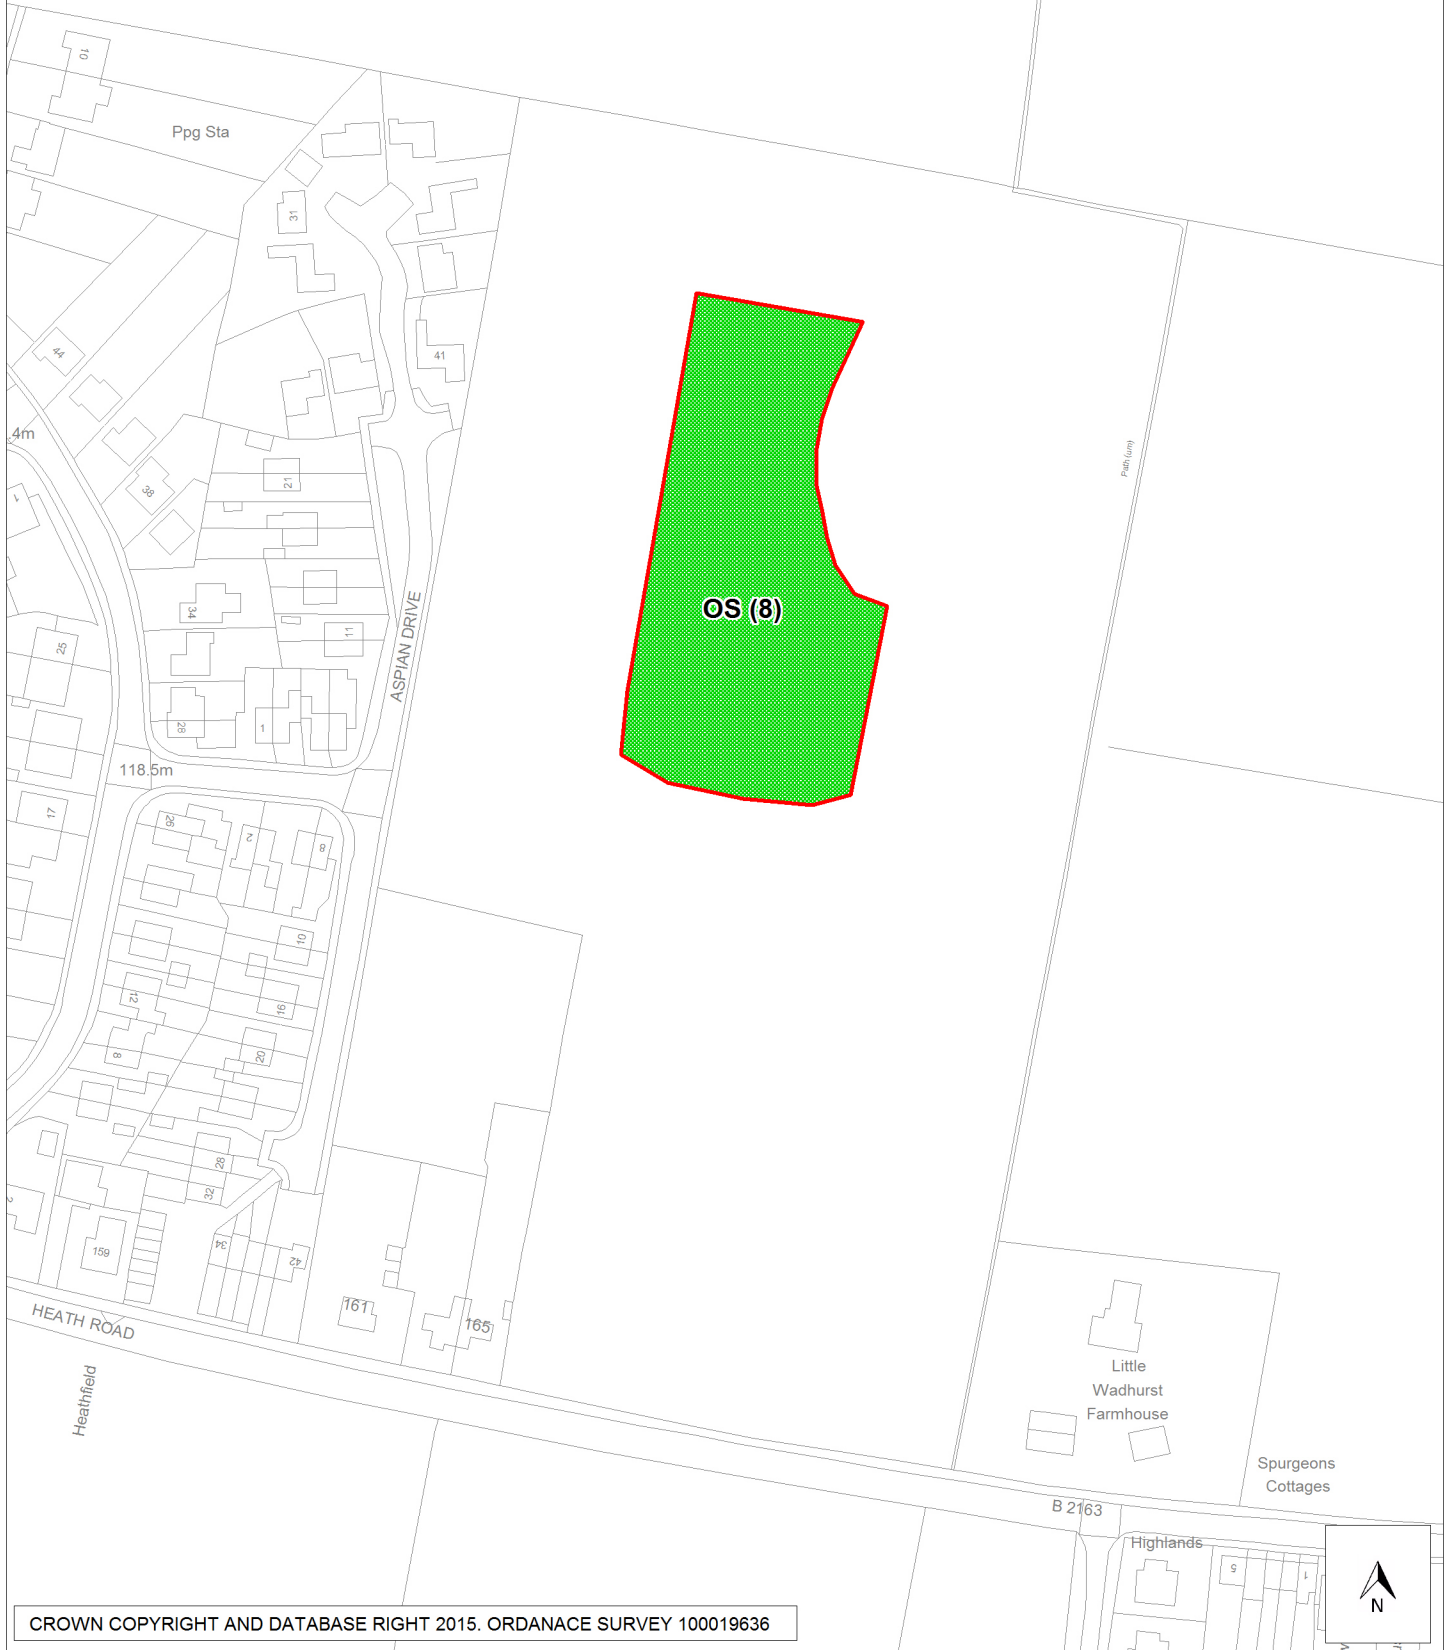 10
Ppg Sta
31
41
44
.4m
38
21
Path (um)
34
11
OS (8)
ASPIAN DRIVE
25
28
1
118.5m
17
26
2
8
10
12
16
8
20
28
32
2
159
34
42
161
165
HEATH ROAD
Heathfield
Little
Wadhurst
Farmhouse
Spurgeons
Cottages
B 2163
Highlands
5
1
N
CROWN COPYRIGHT AND DATABASE RIGHT 2015. ORDANACE SURVEY 100019636